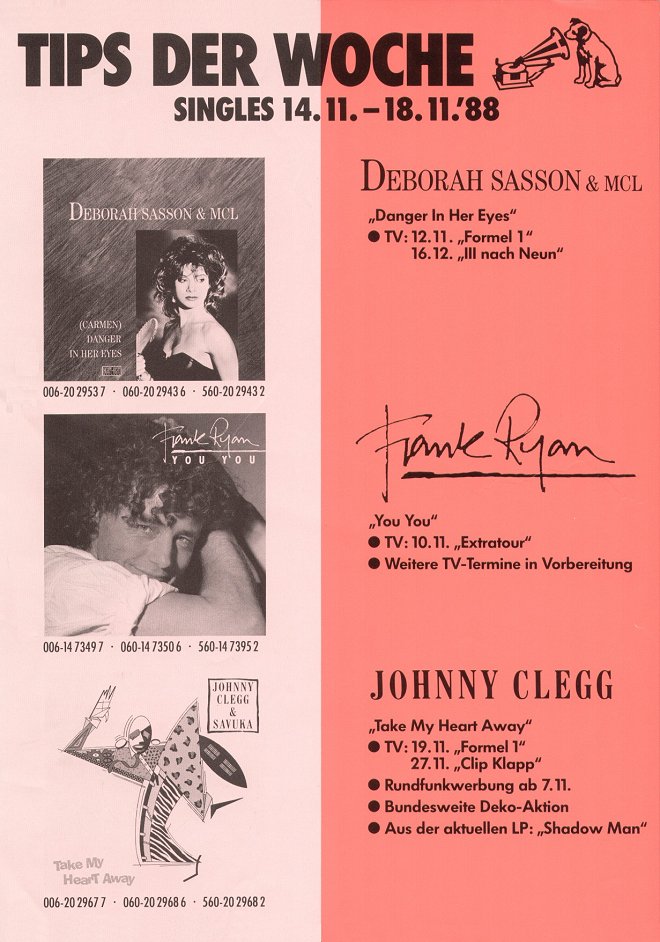 TIPS DER WOCHE
SINGLES 14.11.–18.11.'88
DEBORAH SASSON & MCL
(CARMEN)
DANGER
IN HER EYES
006-20 2953 7 · 060-20 2943 6 · 560-20 2943 2
DEBORAH SASSON & MCL
„Danger In Her Eyes“
● TV: 12.11. „Formel 1“
16.12. „III nach Neun“
Frank Ryan
YOU YOU
006-14 7349 7 · 060-14 7350 6 · 560-14 7395 2
Frank Ryan
„You You“
● TV: 10.11. „Extratour“
● Weitere TV-Termine in Vorbereitung
JOHNNY
CLEGG
&
SAVUKA
Take My
Heart Away
006-20 2967 7 · 060-20 2968 6 · 560-20 2968 2
JOHNNY CLEGG
„Take My Heart Away“
● TV: 19.11. „Formel 1“
27.11. „Clip Klapp“
● Rundfunkwerbung ab 7.11.
● Bundesweite Deko-Aktion
● Aus der aktuellen LP: „Shadow Man“